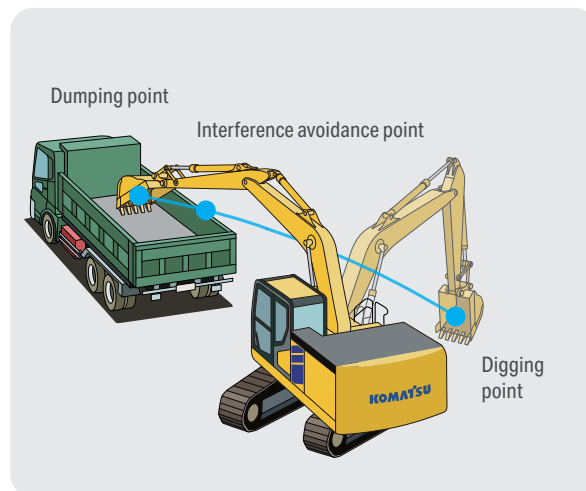 Dumping point
Interference avoidance point
Digging
point
KOMATSU